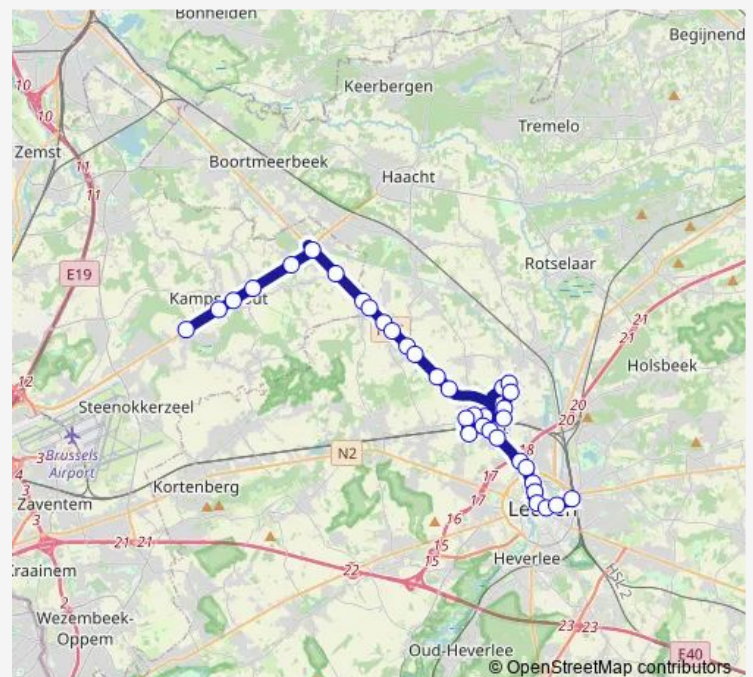 Bonheiden
Begijnend
10
10
Keerbergen
Tremelo
Zemst
11
11
Boortmeerbeek
Haacht
E19
Rotselaar
21
21
Holsbeek
12
Steenokkerzeel
20
20
Brussels
Airport
N2
18
3
3
4
17
17
Kortenberg
Zaventem
3
3
16
21 21
15
15
22
Heverlee
Kraainem
HSL 2
2
Wezembeek-
Oppem
23 23
Oud-Heverlee
E40
© OpenStreetMap contributors